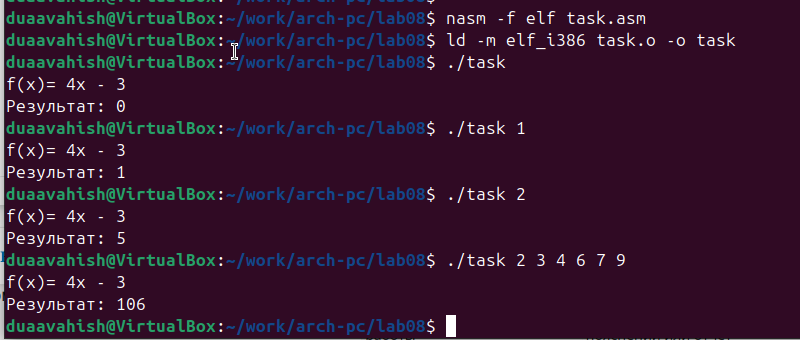 duaavahish@VirtualBox:~/work/arch-pc/lab08$ nasm -f elf task.asm
duaavahish@VirtualBox:~/work/arch-pc/lab08$ ld -m elf_i386 task.o -o task
duaavahish@VirtualBox:~/work/arch-pc/lab08$ ./task
f(x)= 4x - 3
Результат: 0
duaavahish@VirtualBox:~/work/arch-pc/lab08$ ./task 1
f(x)= 4x - 3
Результат: 1
duaavahish@VirtualBox:~/work/arch-pc/lab08$ ./task 2
f(x)= 4x - 3
Результат: 5
duaavahish@VirtualBox:~/work/arch-pc/lab08$ ./task 2 3 4 6 7 9
f(x)= 4x - 3
Результат: 106
duaavahish@VirtualBox:~/work/arch-pc/lab08$